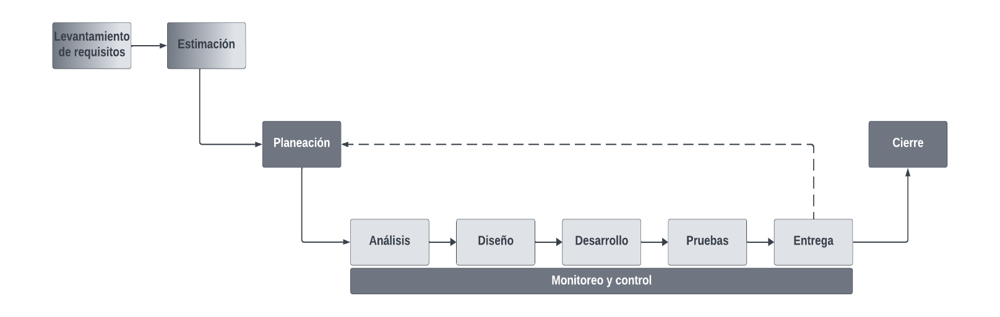 Levantamiento
de requisitos
Estimación
Planeación
Cierre
Análisis
Diseño
Desarrollo
Pruebas
Entrega
Monitoreo y control